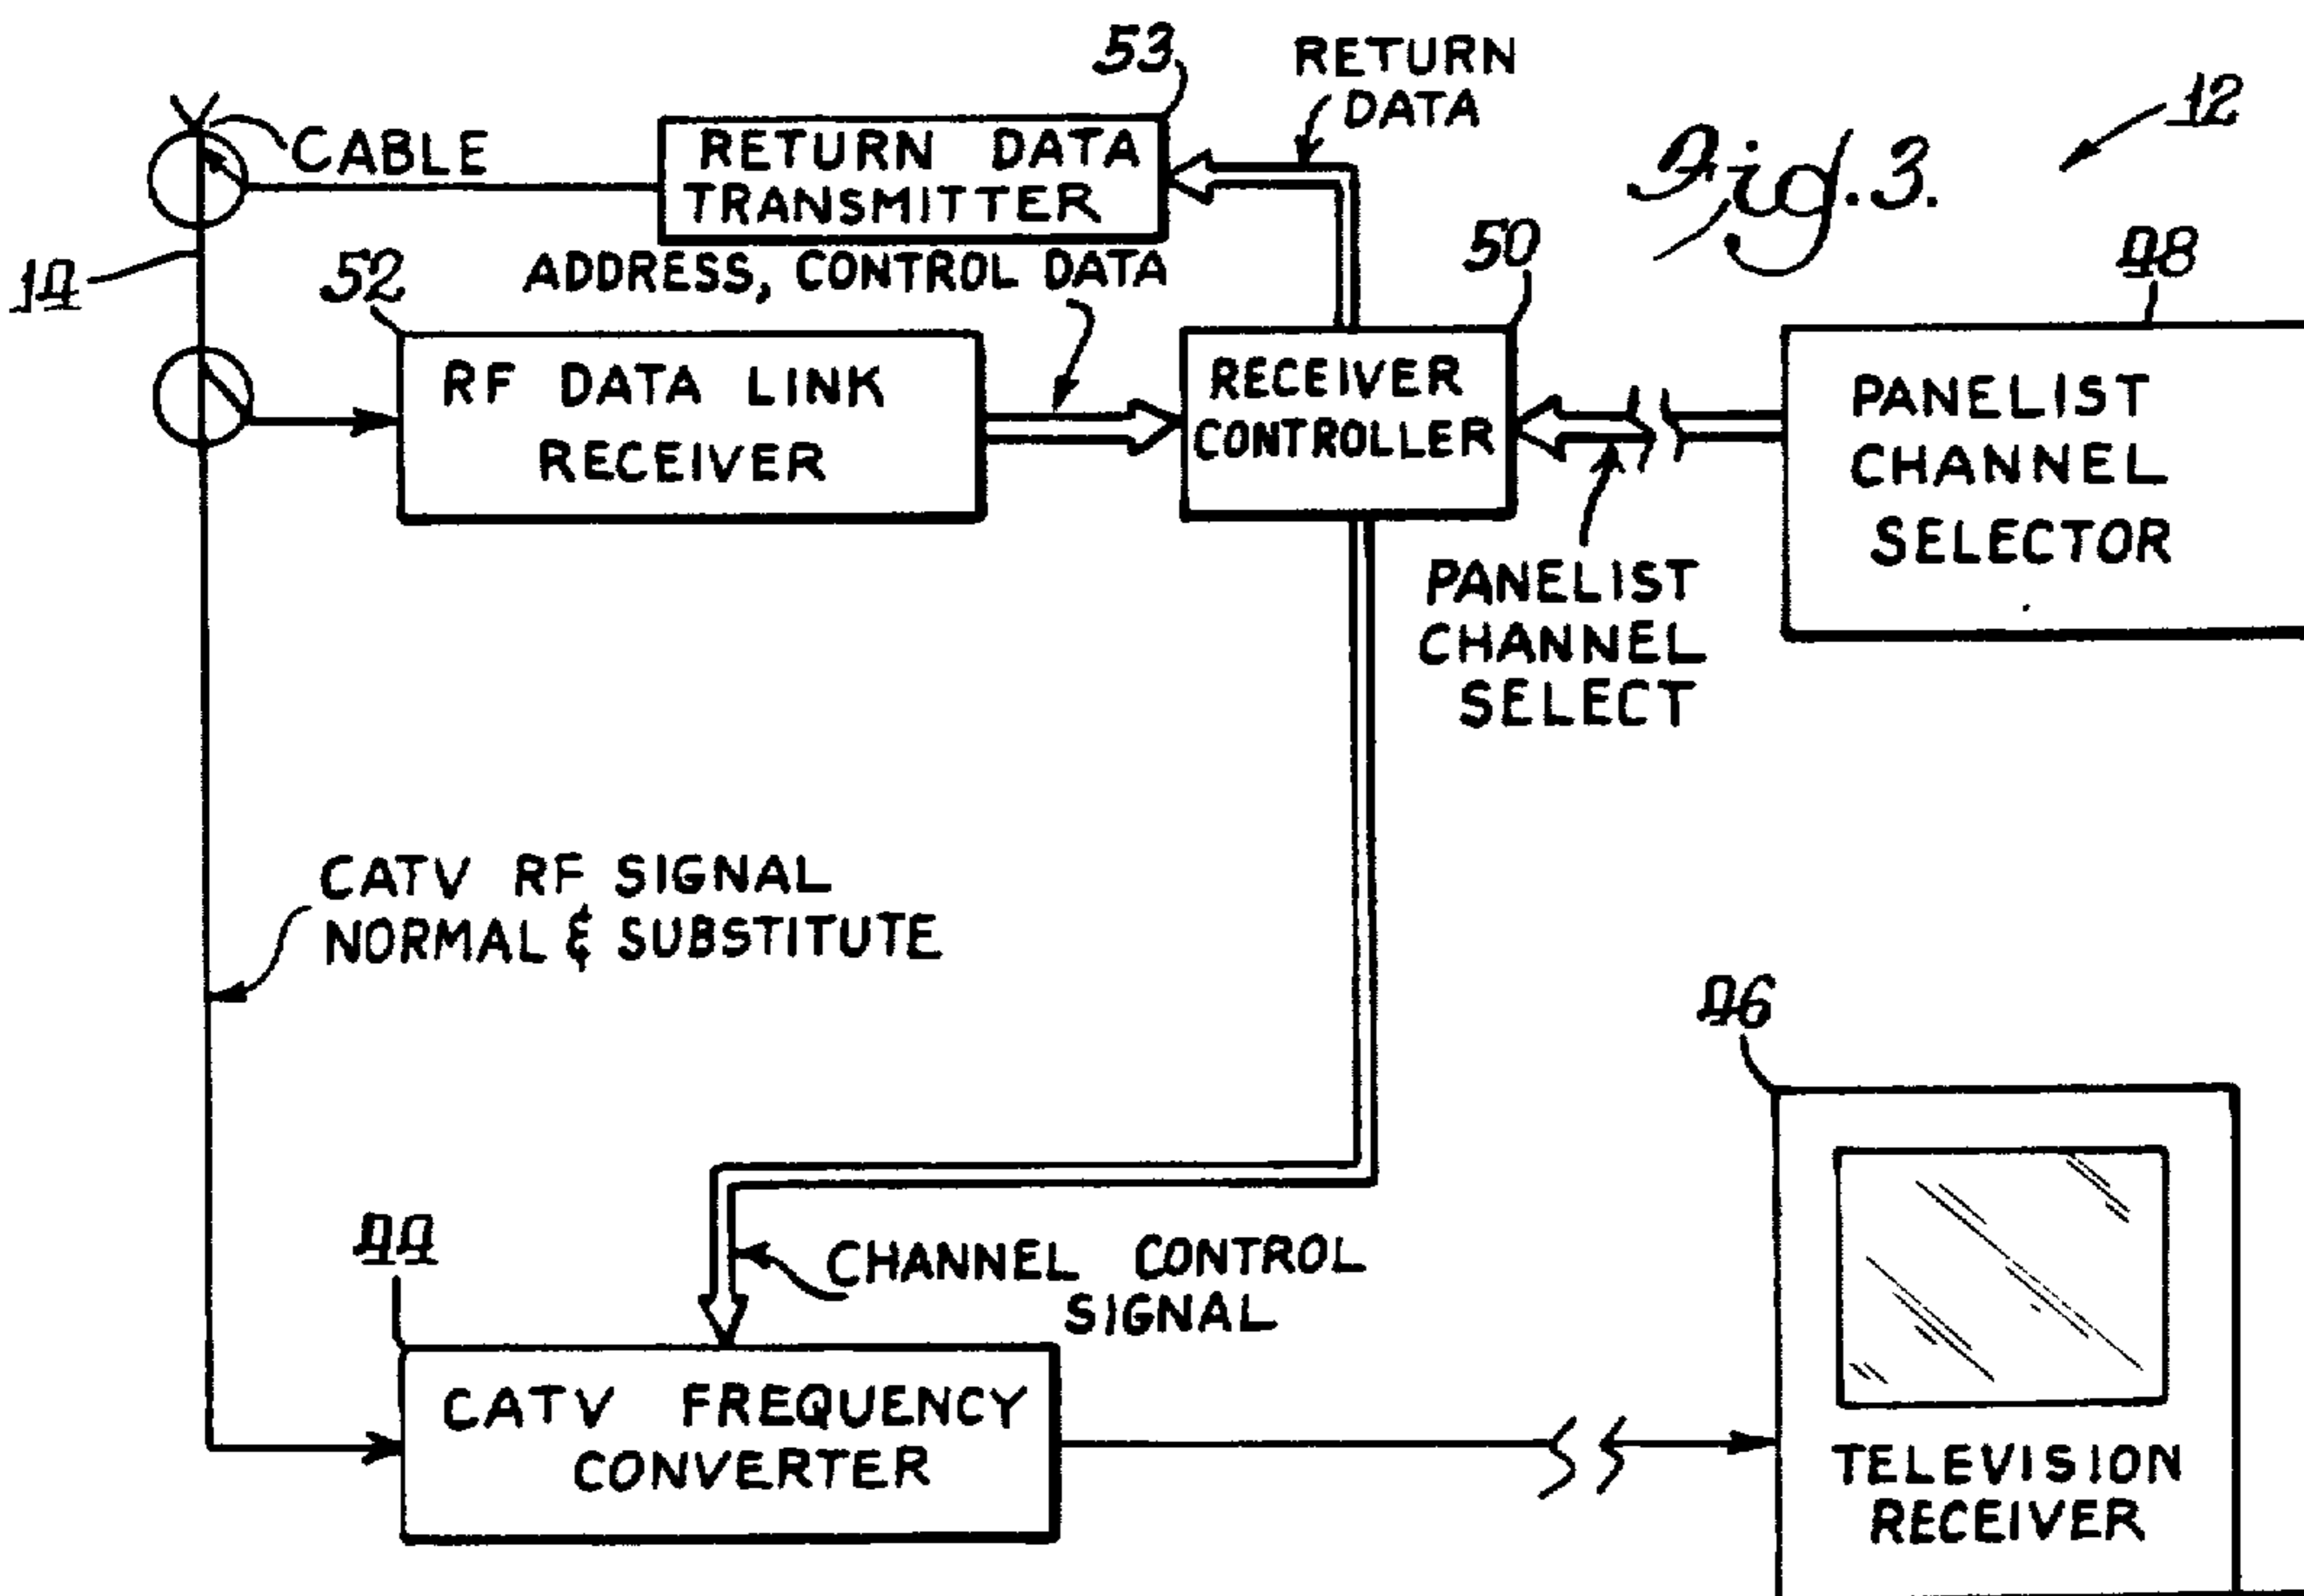 53
RETURN
DATA
12
Fig. 3.
CABLE
RETURN DATA
TRANSMITTER
14
52
ADDRESS, CONTROL DATA
50
48
RF DATA LINK
RECEIVER
RECEIVER
CONTROLLER
PANELIST
CHANNEL
SELECTOR
PANELIST
CHANNEL
SELECT
CATV RF SIGNAL
NORMAL & SUBSTITUTE
46
44
CHANNEL CONTROL
SIGNAL
CATV FREQUENCY
CONVERTER
TELEVISION
RECEIVER